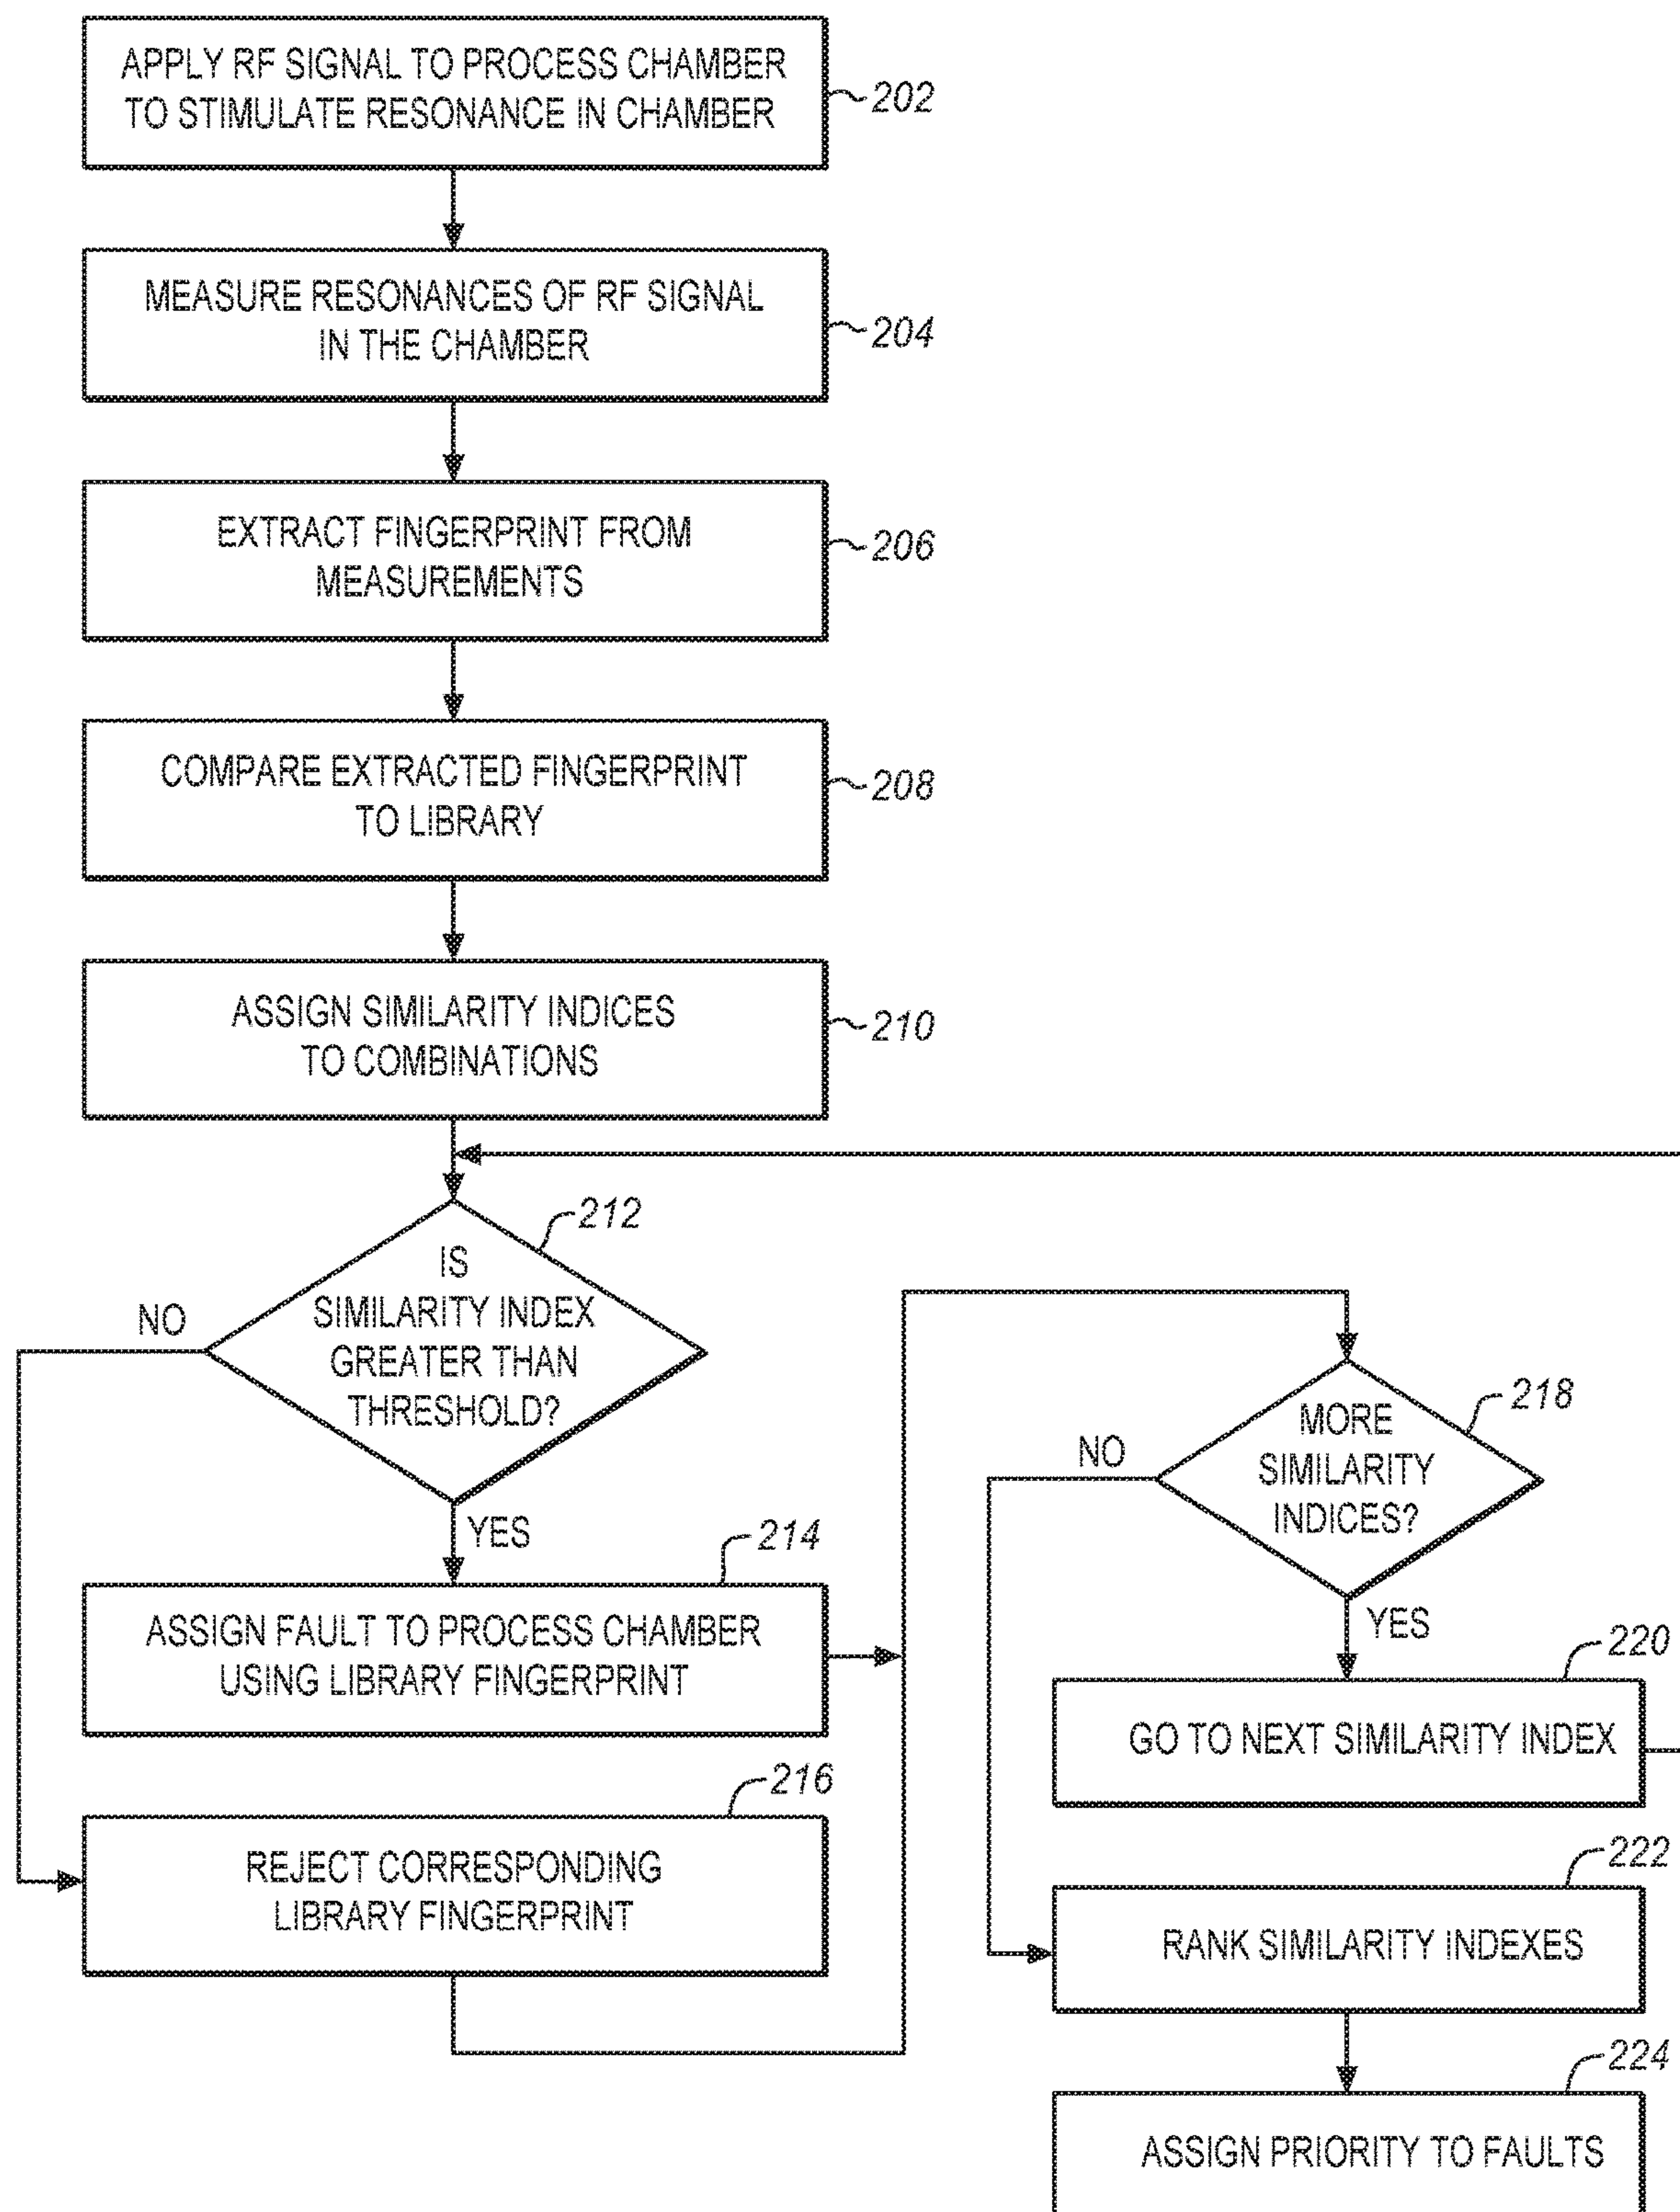 APPLY RF SIGNAL TO PROCESS CHAMBER
TO STIMULATE RESONANCE IN CHAMBER
202
MEASURE RESONANCES OF RF SIGNAL
IN THE CHAMBER
204
EXTRACT FINGERPRINT FROM
MEASUREMENTS
206
COMPARE EXTRACTED FINGERPRINT
TO LIBRARY
208
ASSIGN SIMILARITY INDICES
TO COMBINATIONS
210
212
IS
SIMILARITY INDEX
GREATER THAN
THRESHOLD?
NO
YES
214
ASSIGN FAULT TO PROCESS CHAMBER
USING LIBRARY FINGERPRINT
216
REJECT CORRESPONDING
LIBRARY FINGERPRINT
218
MORE
SIMILARITY
INDICES?
NO
YES
220
GO TO NEXT SIMILARITY INDEX
222
RANK SIMILARITY INDEXES
224
ASSIGN PRIORITY TO FAULTS